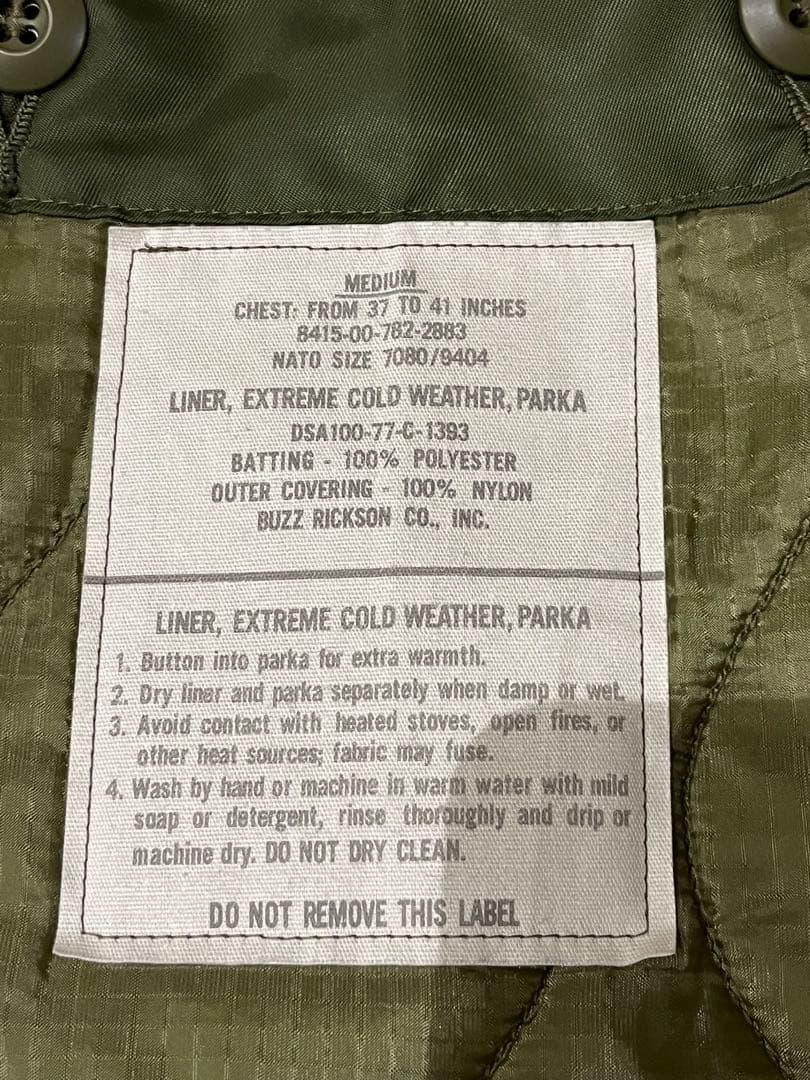 MEDIUM
CHEST: FROM 37 TO 41 INCHES
8415-00-782-2883
NATO SIZE 7080/9404
LINER, EXTREME COLD WEATHER, PARKA
DSA100-77-C-1393
BATTING - 100% POLYESTER
OUTER COVERING - 100% NYLON
BUZZ RICKSON CO., INC.
LINER, EXTREME COLD WEATHER, PARKA
1. Button into parka for extra warmth.
2. Dry liner and parka separately when damp or wet.
3. Avoid contact with heated stoves, open fires, or
other heat sources; fabric may fuse.
4. Wash by hand or machine in warm water with mild
soap or detergent, rinse thoroughly and drip or
machine dry. DO NOT DRY CLEAN.
DO NOT REMOVE THIS LABEL